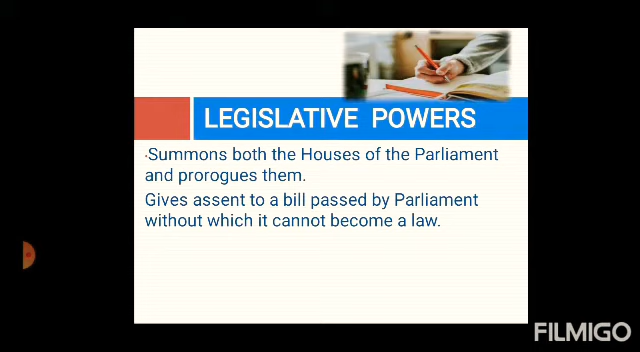 LEGISLATIVE POWERS
·Summons both the Houses of the Parliament
and prorogues them.
Gives assent to a bill passed by Parliament
without which it cannot become a law.
FILMIGO